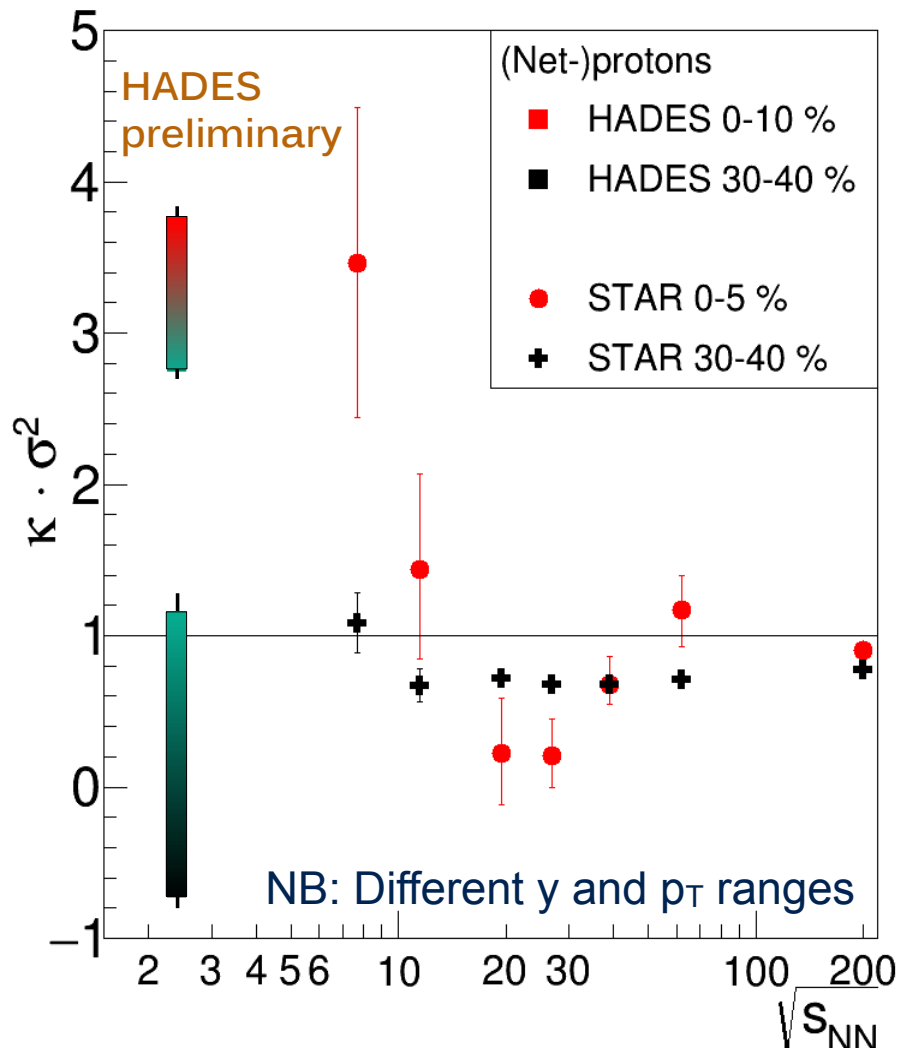 HADES
preliminary
(Net-)protons
HADES 0-10 %
HADES 30-40 %
STAR 0-5 %
STAR 30-40 %
κ · σ²
5
4
3
2
1
0
−1
NB: Different y and pT ranges
2 3 4 5 6 10 20 30 100 200
√sNN